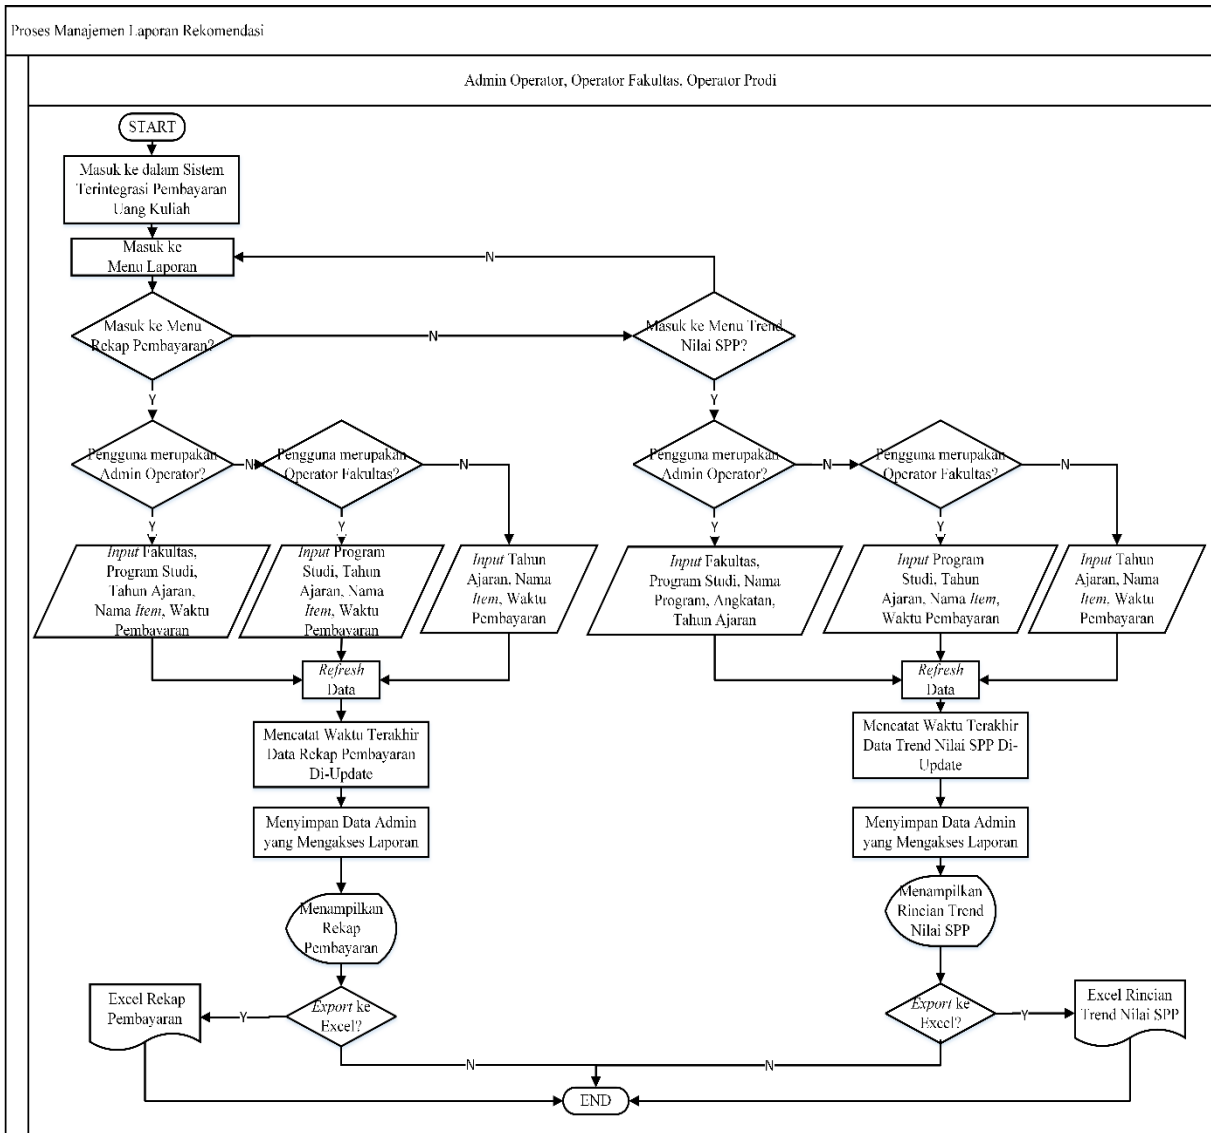 Proses Manajemen Laporan Rekomendasi
Admin Operator, Operator Fakultas. Operator Prodi
START
Masuk ke dalam Sistem
Terintegrasi Pembayaran
Uang Kuliah
Masuk ke
Menu Laporan
N
Masuk ke Menu
Rekap Pembayaran?
N
Masuk ke Menu Trend
Nilai SPP?
Y
Y
Pengguna merupakan
Admin Operator?
N
Pengguna merupakan
Operator Fakultas?
N
Pengguna merupakan
Admin Operator?
N
Pengguna merupakan
Operator Fakultas?
N
Y
Y
Y
Y
Input Fakultas,
Program Studi,
Tahun Ajaran,
Nama Item, Waktu
Pembayaran
Input Program
Studi, Tahun
Ajaran, Nama
Item, Waktu
Pembayaran
Input Tahun
Ajaran, Nama
Item, Waktu
Pembayaran
Input Fakultas,
Program Studi, Nama
Program, Angkatan,
Tahun Ajaran
Input Program
Studi, Tahun
Ajaran, Nama Item,
Waktu Pembayaran
Input Tahun
Ajaran, Nama
Item, Waktu
Pembayaran
Refresh
Data
Refresh
Data
Mencatat Waktu Terakhir
Data Rekap Pembayaran
Di-Update
Mencatat Waktu Terakhir
Data Trend Nilai SPP Di-
Update
Menyimpan Data Admin
yang Mengakses Laporan
Menyimpan Data Admin
yang Mengakses Laporan
Menampilkan
Rekap
Pembayaran
Menampilkan
Rincian Trend
Nilai SPP
Excel Rekap
Pembayaran
Y
Export ke
Excel?
Export ke
Excel?
Y
Excel Rincian
Trend Nilai SPP
N
N
END